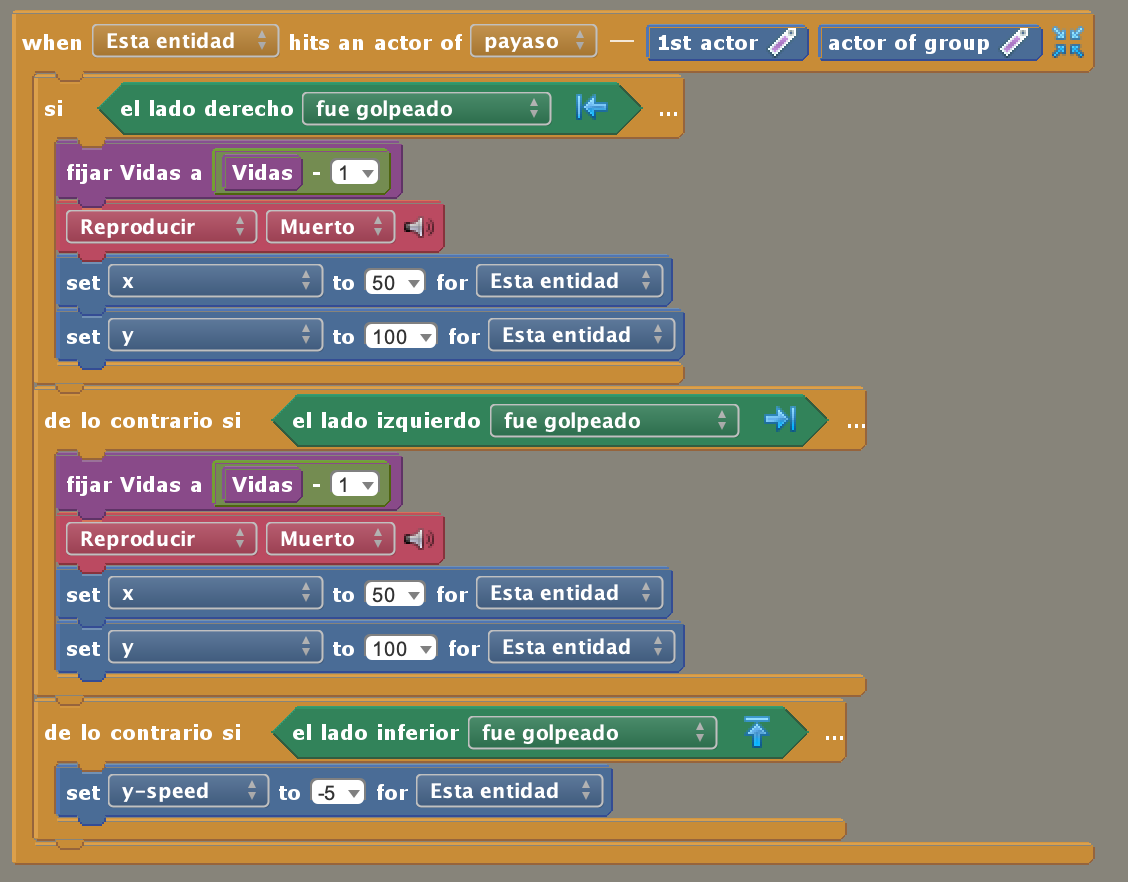 when Esta entidad hits an actor of payaso — 1st actor actor of group
si el lado derecho fue golpeado ...
fijar Vidas a Vidas - 1
Reproducir Muerto
set x to 50 for Esta entidad
set y to 100 for Esta entidad
de lo contrario si el lado izquierdo fue golpeado ...
fijar Vidas a Vidas - 1
Reproducir Muerto
set x to 50 for Esta entidad
set y to 100 for Esta entidad
de lo contrario si el lado inferior fue golpeado ...
set y-speed to -5 for Esta entidad